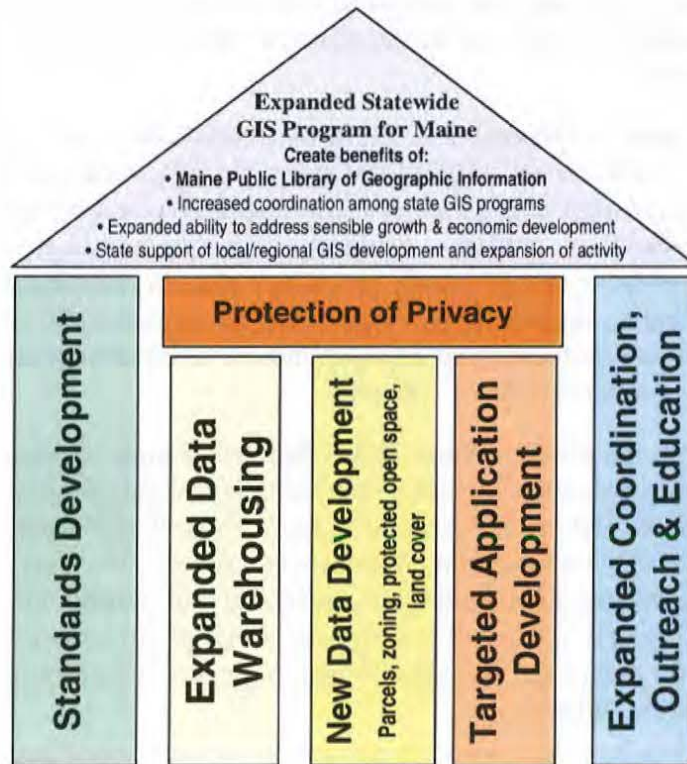 Expanded Statewide
GIS Program for Maine
Create benefits of:
• Maine Public Library of Geographic Information
• Increased coordination among state GIS programs
• Expanded ability to address sensible growth & economic development
• State support of local/regional GIS development and expansion of activity
Standards Development
Protection of Privacy
Expanded Data
Warehousing
New Data Development
Parcels, zoning, protected open space,
land cover
Targeted Application
Development
Expanded Coordination,
Outreach & Education